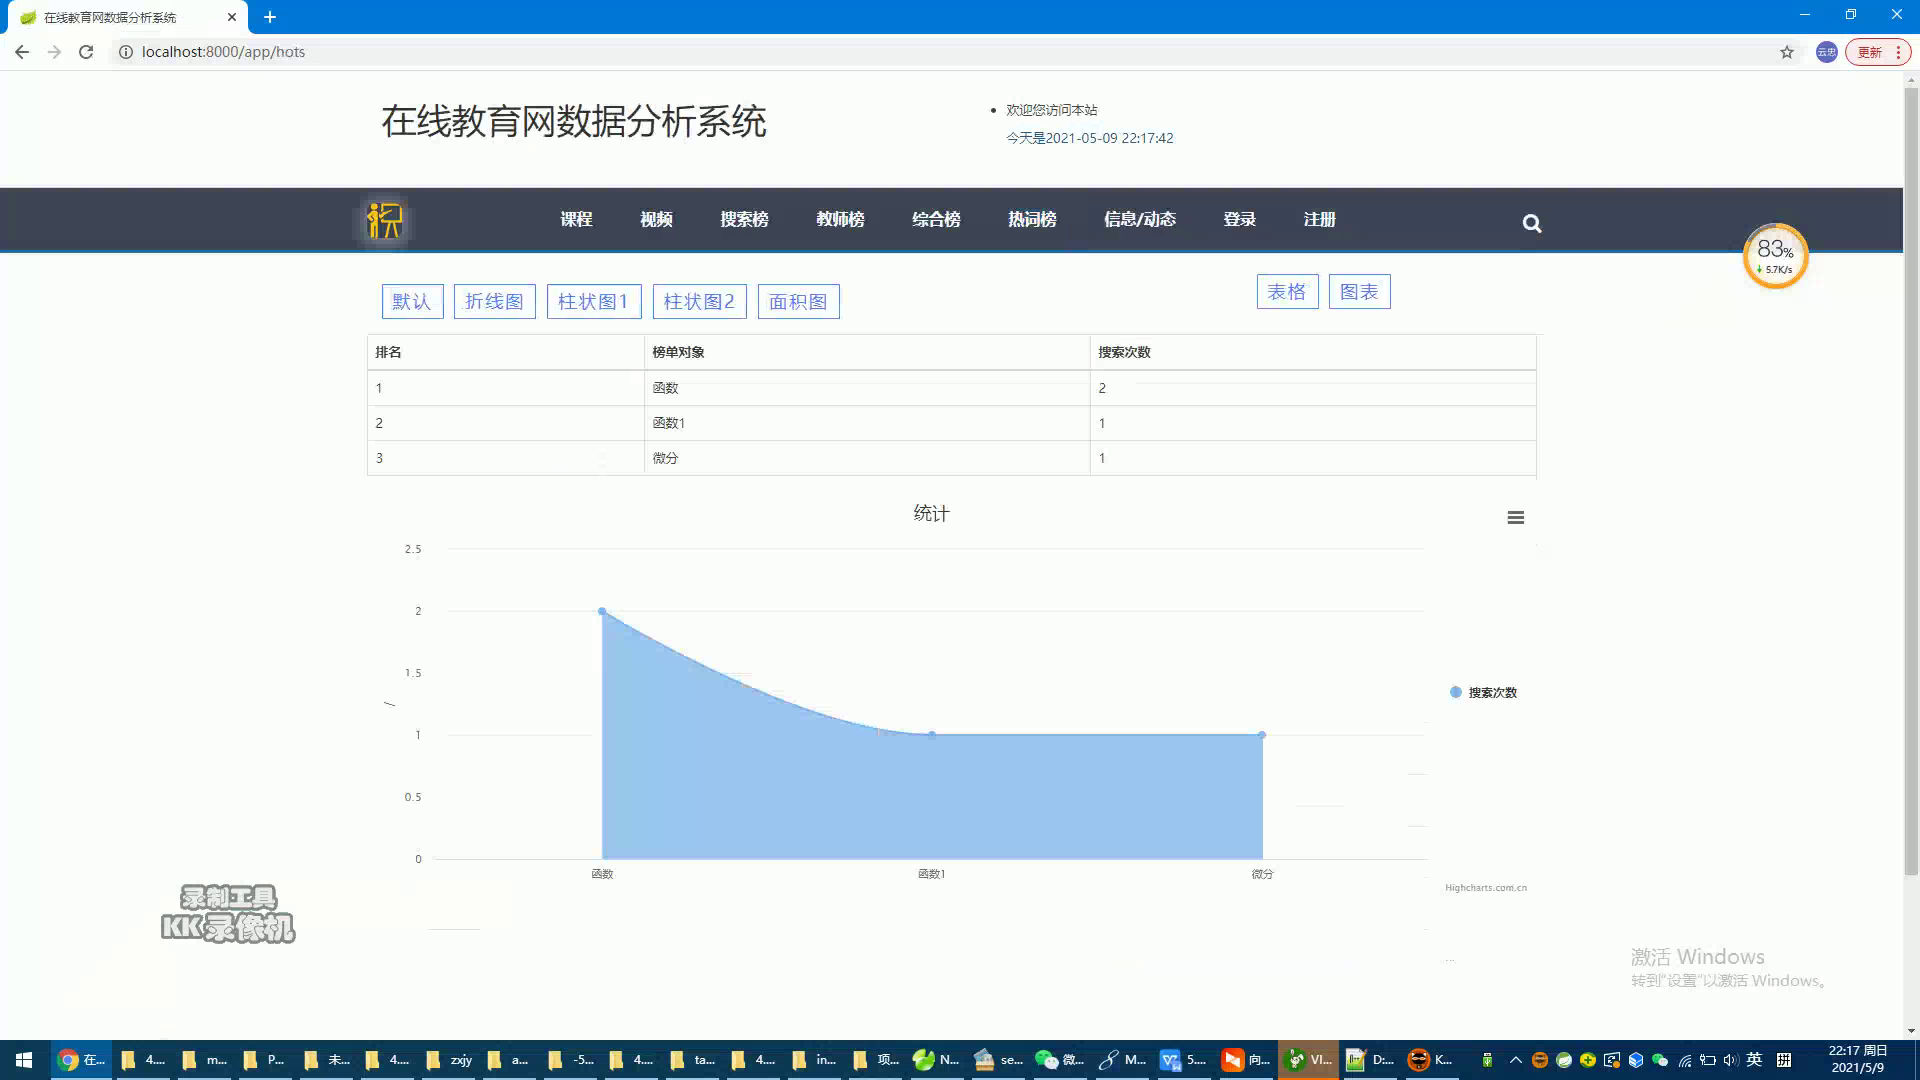 在线教育网数据分析系统
localhost:8000/app/hots
更新
在线教育网数据分析系统
欢迎您访问本站
今天是2021-05-09 22:17:42
课程 视频 搜索榜 教师榜 综合榜 热词榜 信息/动态 登录 注册
83%
5.7K/s
默认 折线图 柱状图1 柱状图2 面积图 表格 图表
排名 榜单对象 搜索次数
1 函数 2
2 函数1 1
3 微分 1
统计
2.5
2
1.5
1
0.5
0
搜索次数
函数 函数1 微分
Highcharts.com.cn
录制工具
KK录像机
激活 Windows
转到"设置"以激活 Windows。
在... 4.... m... P... 未... 4.... zxjy a... -5... 4.... ta... 4.... in... 项... N... se... 微... M... 5.... 向... VI... D:... K... 英 拼
22:17 周日
2021/5/9